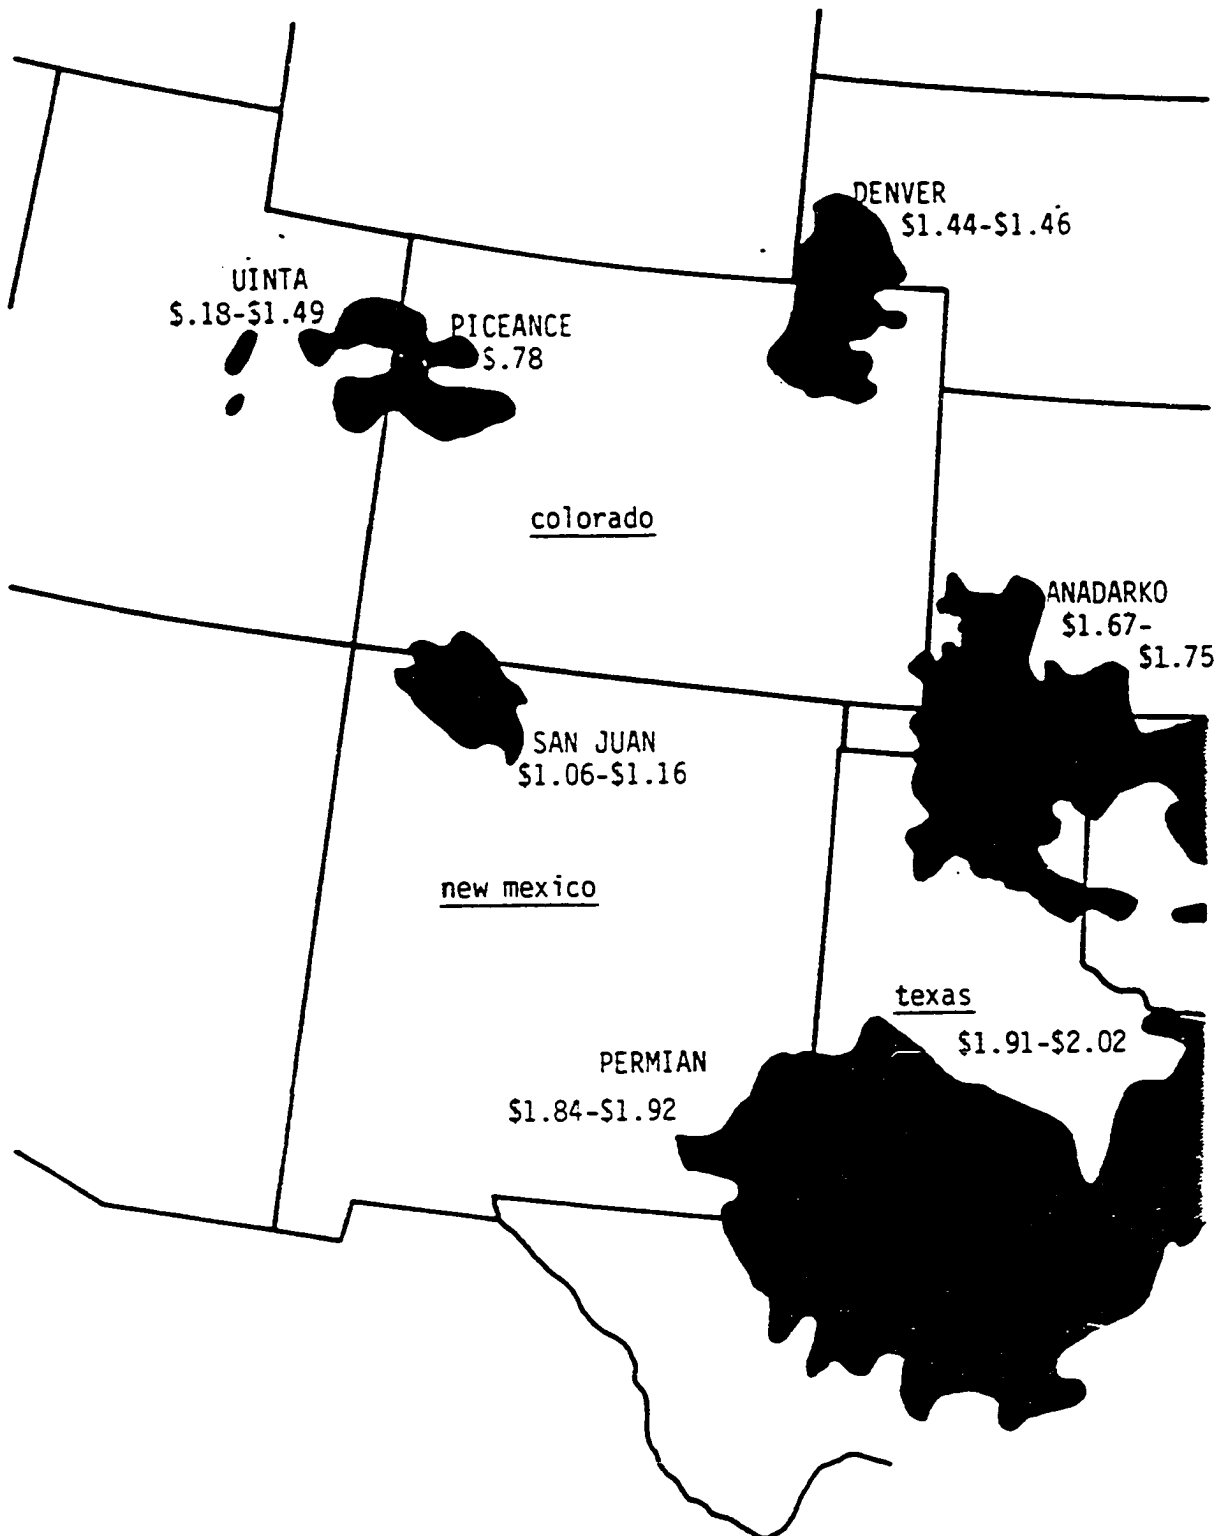 DENVER
$1.44-$1.46
UINTA
$.18-$1.49
PICEANCE
$.78
colorado
ANADARKO
$1.67-
$1.75
SAN JUAN
$1.06-$1.16
new mexico
texas
$1.91-$2.02
PERMIAN
$1.84-$1.92